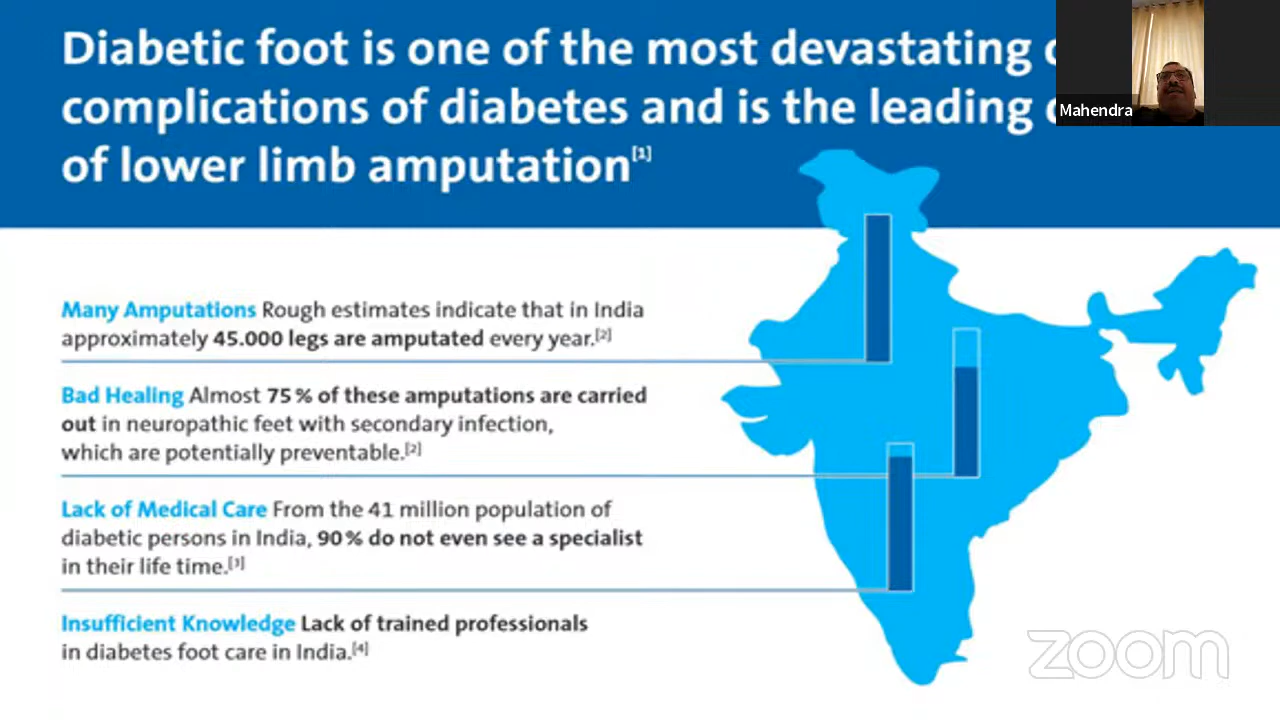 Diabetic foot is one of the most devastating
complications of diabetes and is the leading
of lower limb amputation[1]
Mahendra
Many Amputations Rough estimates indicate that in India
approximately 45.000 legs are amputated every year.[2]
Bad Healing Almost 75 % of these amputations are carried
out in neuropathic feet with secondary infection,
which are potentially preventable.[2]
Lack of Medical Care From the 41 million population of
diabetic persons in India, 90 % do not even see a specialist
in their life time.[3]
Insufficient Knowledge Lack of trained professionals
in diabetes foot care in India.[4]
zoom